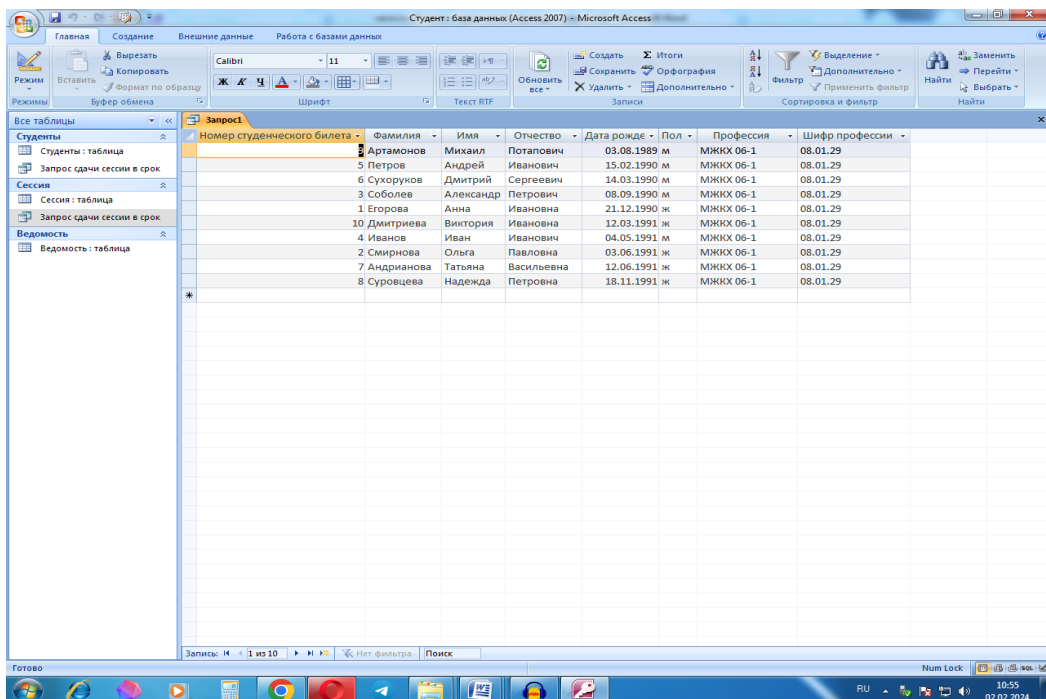 Студент : база данных (Access 2007) - Microsoft Access
Главная Создание Внешние данные Работа с базами данных
Режим
Режимы
Вставить
Вырезать
Копировать
Формат по образцу
Буфер обмена
Calibri 11
Ж К Ч
Шрифт
Текст RTF
Обновить все
Создать
Сохранить
Удалить
Итоги
Орфография
Дополнительно
Записи
Фильтр
Выделение
Дополнительно
Применить фильтр
Сортировка и фильтр
Найти
Заменить
Перейти
Выбрать
Найти
Все таблицы
Студенты
Студенты : таблица
Запрос сдачи сессии в срок
Сессия
Сессия : таблица
Запрос сдачи сессии в срок
Ведомость
Ведомость : таблица
Запрос1
Номер студенческого билета Фамилия Имя Отчество Дата рожде Пол Профессия Шифр профессии
9 Артамонов Михаил Потапович 03.08.1989 м МЖКХ 06-1 08.01.29
5 Петров Андрей Иванович 15.02.1990 м МЖКХ 06-1 08.01.29
6 Сухоруков Дмитрий Сергеевич 14.03.1990 м МЖКХ 06-1 08.01.29
3 Соболев Александр Петрович 08.09.1990 м МЖКХ 06-1 08.01.29
1 Егорова Анна Ивановна 21.12.1990 ж МЖКХ 06-1 08.01.29
10 Дмитриева Виктория Ивановна 12.03.1991 ж МЖКХ 06-1 08.01.29
4 Иванов Иван Иванович 04.05.1991 м МЖКХ 06-1 08.01.29
2 Смирнова Ольга Павловна 03.06.1991 ж МЖКХ 06-1 08.01.29
7 Андрианова Татьяна Васильевна 12.06.1991 ж МЖКХ 06-1 08.01.29
8 Суровцева Надежда Петровна 18.11.1991 ж МЖКХ 06-1 08.01.29
Запись: 1 из 10 Нет фильтра Поиск
Готово Num Lock SQL
RU 10:55
02.02.2024